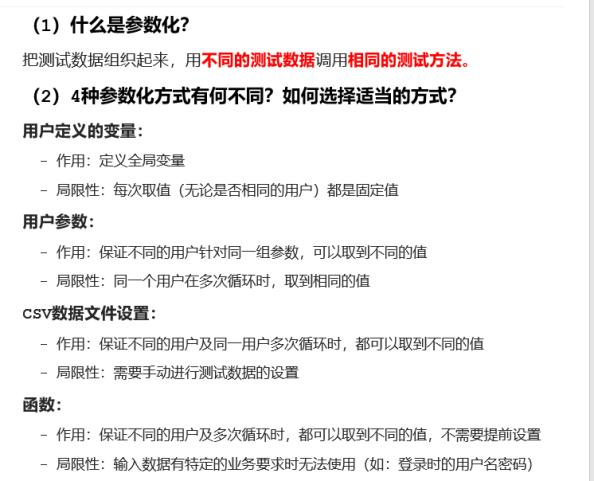 （1）什么是参数化？
把测试数据组织起来，用不同的测试数据调用相同的测试方法。
（2）4种参数化方式有何不同？如何选择适当的方式？
用户定义的变量：
– 作用：定义全局变量
– 局限性：每次取值（无论是否相同的用户）都是固定值
用户参数：
– 作用：保证不同的用户针对同一组参数，可以取到不同的值
– 局限性：同一个用户在多次循环时，取到相同的值
CSV数据文件设置：
– 作用：保证不同的用户及同一用户多次循环时，都可以取到不同的值
– 局限性：需要手动进行测试数据的设置
函数：
– 作用：保证不同的用户及多次循环时，都可以取到不同的值，不需要提前设置
– 局限性：输入数据有特定的业务要求时无法使用（如：登录时的用户名密码）